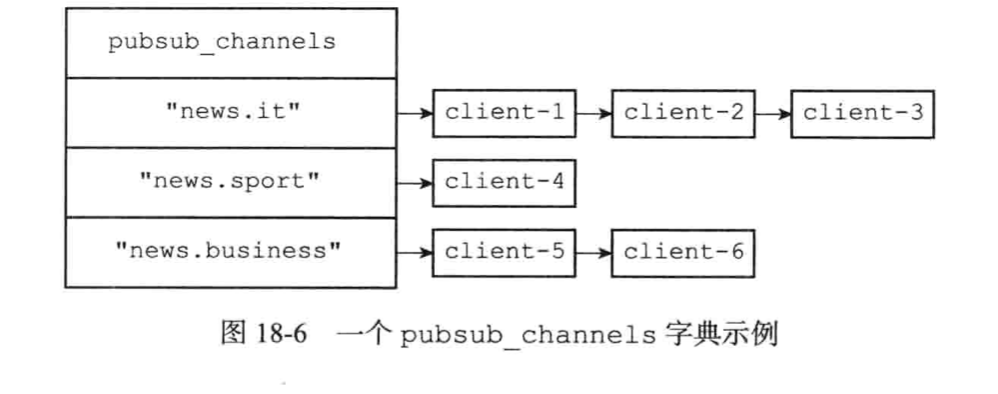 pubsub_channels
"news.it" client-1 client-2 client-3
"news.sport" client-4
"news.business" client-5 client-6
图 18-6 一个 pubsub_channels 字典示例